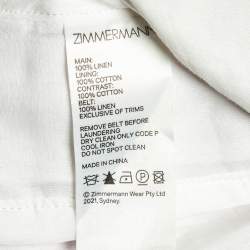 ZIMMERMANN
MAIN:
100% LINEN
LINING:
100% COTTON
CONTRAST:
100% COTTON
BELT:
100% LINEN
EXCLUSIVE OF TRIMS
REMOVE BELT BEFORE
LAUNDERING
DRY CLEAN ONLY CODE P
COOL IRON
DO NOT SPOT CLEAN
MADE IN CHINA
© Zimmermann Wear Pty Ltd
2021, Sydney.